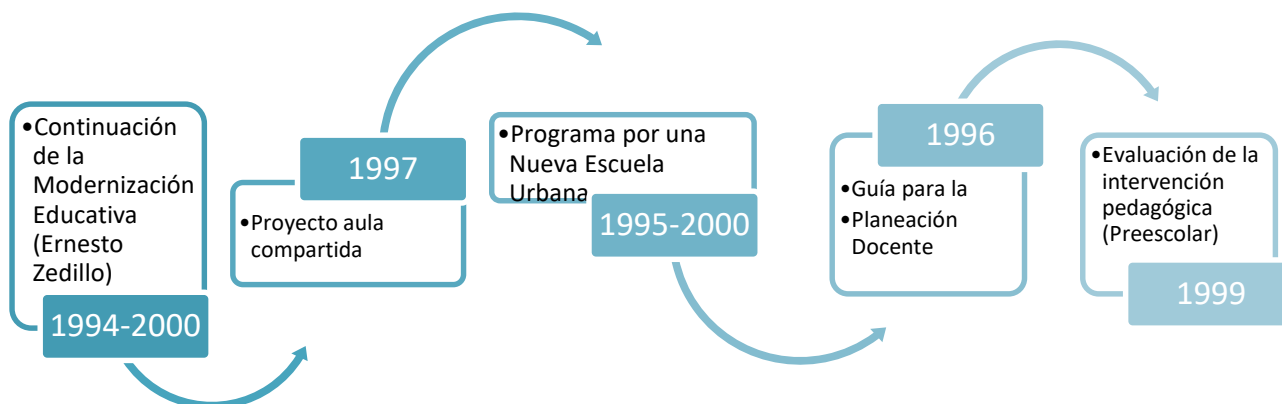 •Continuación
de la
Modernización
Educativa
(Ernesto
Zedillo)
1994-2000
1997
•Proyecto aula
compartida
•Programa por una
Nueva Escuela
Urbana
1995-2000
1996
•Guía para la
•Planeación
Docente
•Evaluación de la
intervención
pedagógica
(Preescolar)
1999